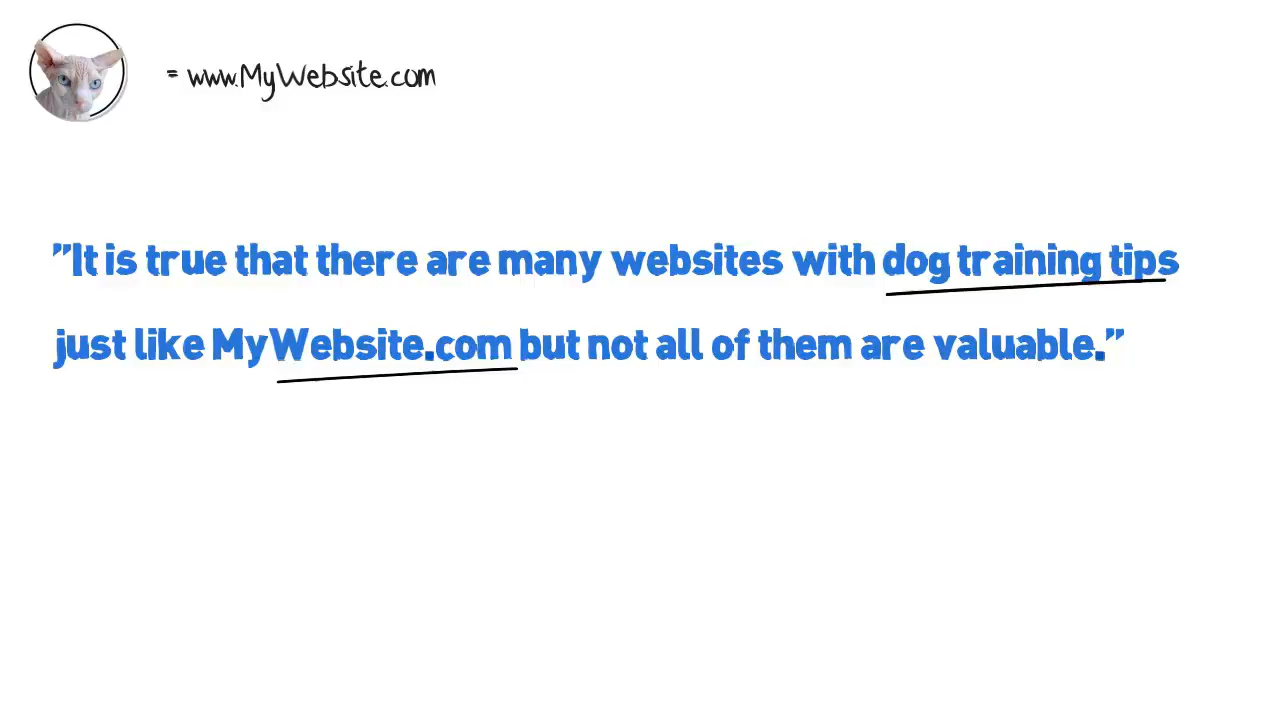 = www.MyWebsite.com
”It is true that there are many websites with dog training tips
just like MyWebsite.com but not all of them are valuable.”